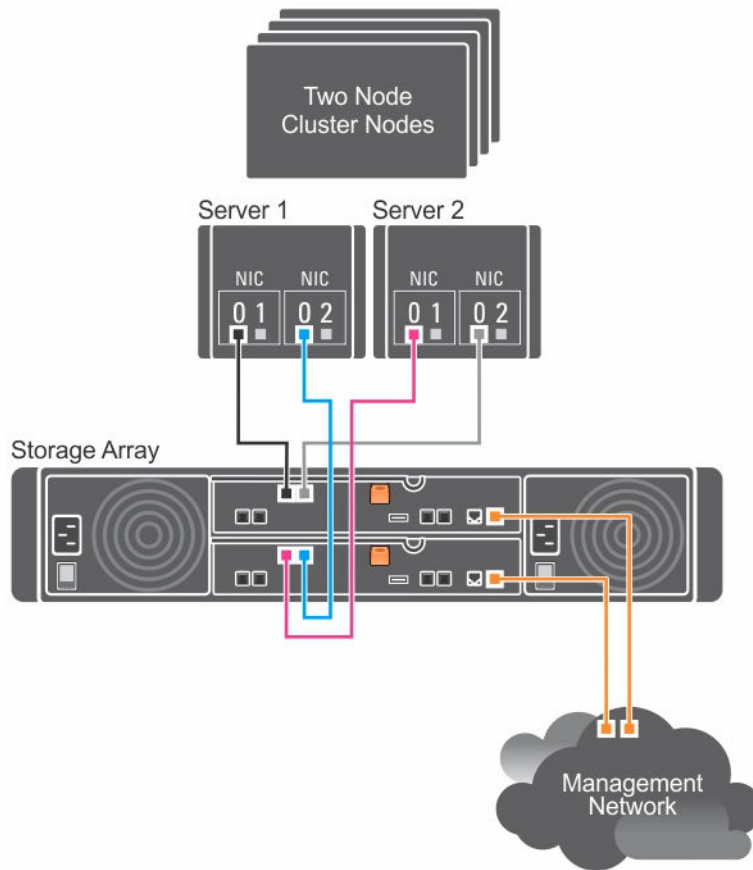 Two Node
Cluster Nodes
Server 1 Server 2
NIC NIC NIC NIC
0 1 0 2 0 1 0 2
Storage Array
Management
Network